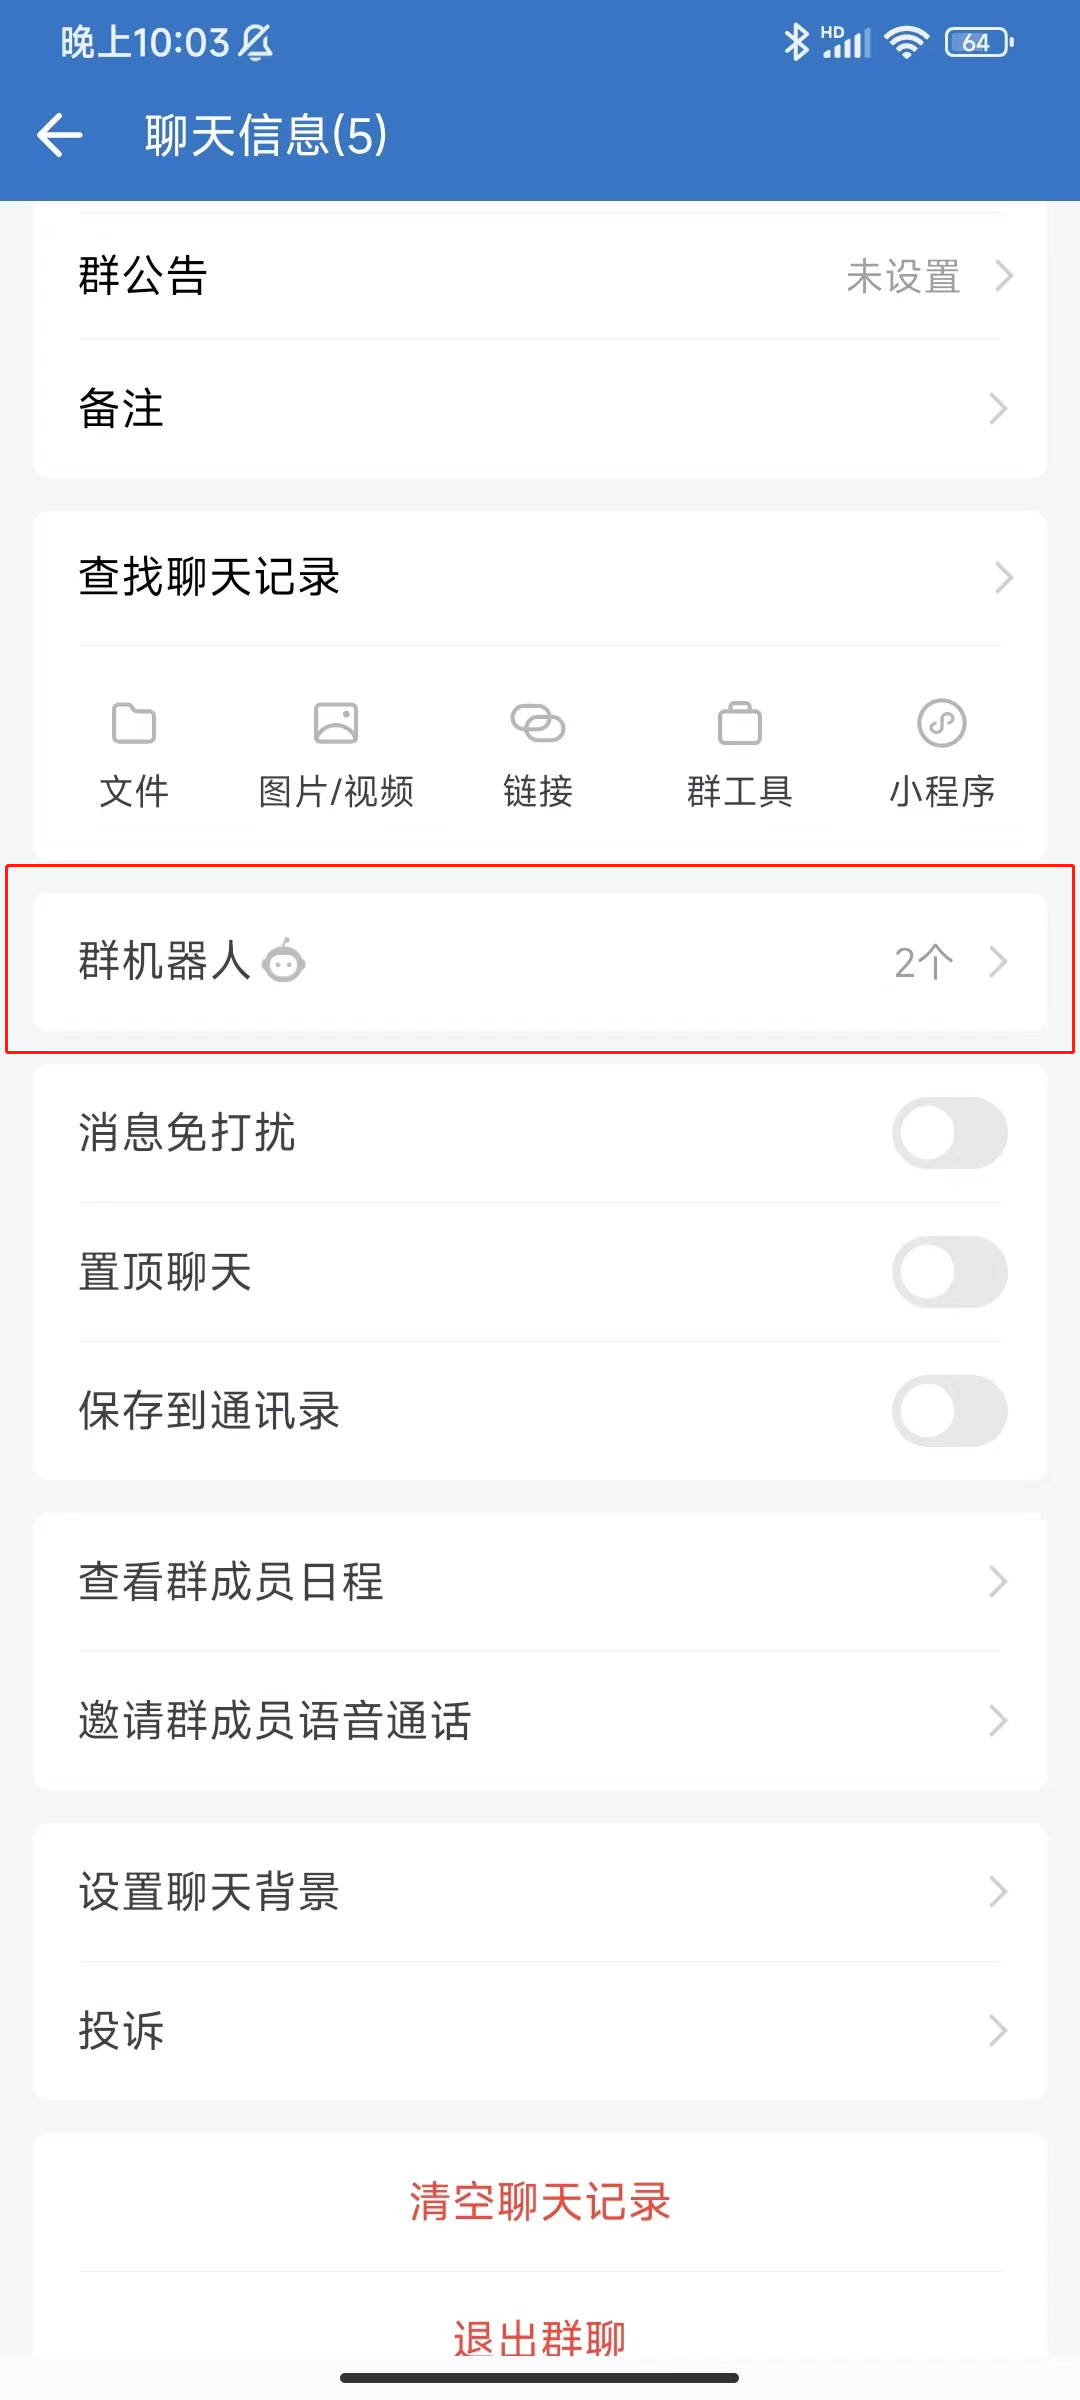 晚上10:03 HD 64
聊天信息(5)
群公告 未设置
备注
查找聊天记录
文件 图片/视频 链接 群工具 小程序
群机器人 2个
消息免打扰
置顶聊天
保存到通讯录
查看群成员日程
邀请群成员语音通话
设置聊天背景
投诉
清空聊天记录
退出群聊